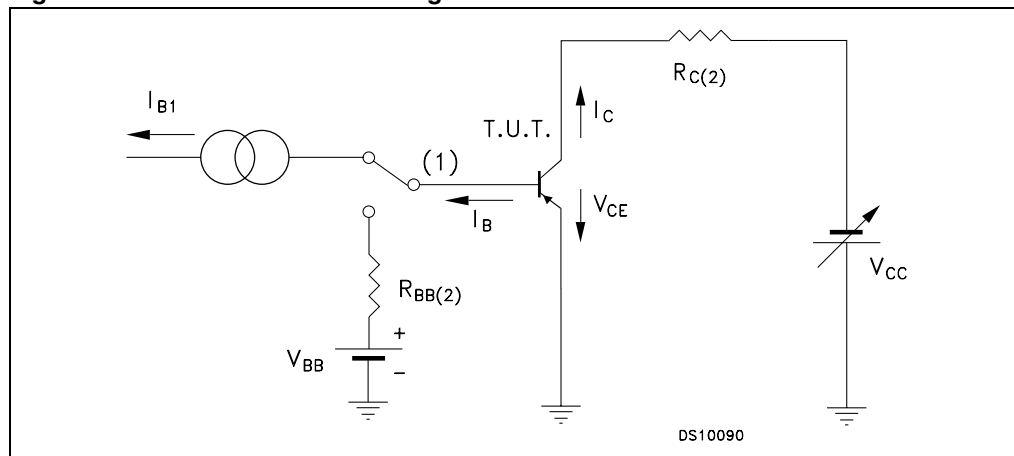 R_C(2)
I_B1
I_C
T.U.T.
(1)
V_CE
I_B
V_CC
R_BB(2)
+
V_BB
−
DS10090